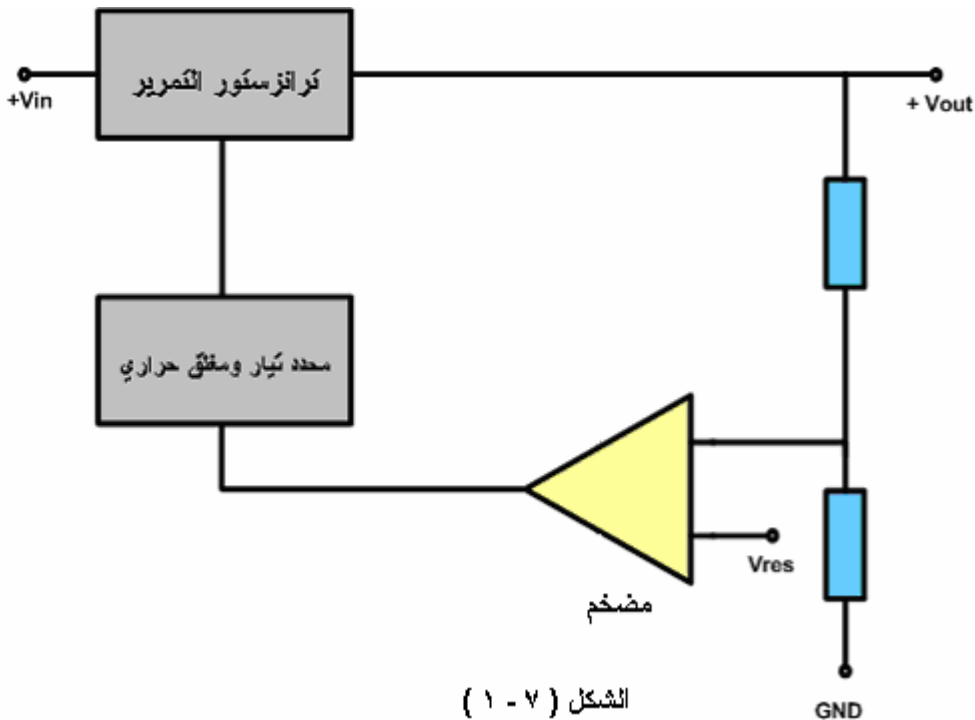 ترانزستور التمرير
+Vin
+ Vout
محدد تيار ومغلق حراري
Vres
مضخم
GND
الشكل ( ٧ - ١ )